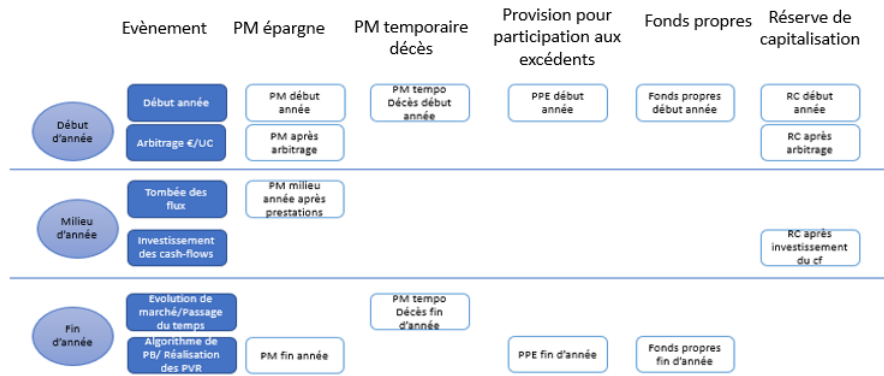 Evènement
PM épargne
PM temporaire
décès
Provision pour
participation aux
excédents
Fonds propres
Réserve de
capitalisation
Début
d'année
Début année
PM début
année
PM tempo
Décès début
année
PPE début
année
Fonds propres
début année
RC début
année
Arbitrage €/UC
PM après
arbitrage
RC après
arbitrage
Milieu
d'année
Tombée des
flux
PM milieu
année après
prestations
Investissement
des cash-flows
RC après
investissement
du cf
Fin
d'année
Evolution de
marché/Passage
du temps
PM tempo
Décès fin
d'année
Algorithme de
PB/ Réalisation
des PVR
PM fin année
PPE fin d'année
Fonds propres
fin d'année